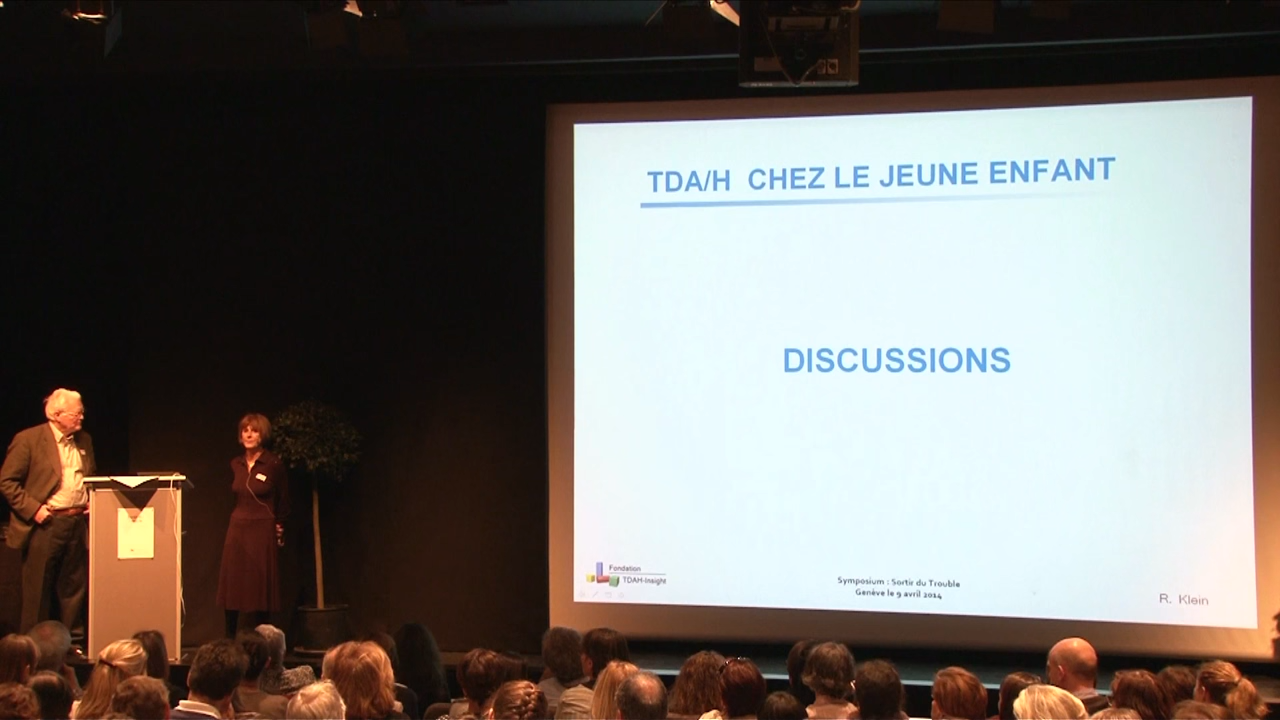 TDA/H CHEZ LE JEUNE ENFANT
DISCUSSIONS
Fondation
TDAH-Insight
Symposium : Sortir du Trouble
Genève le 9 avril 2014
R. Klein